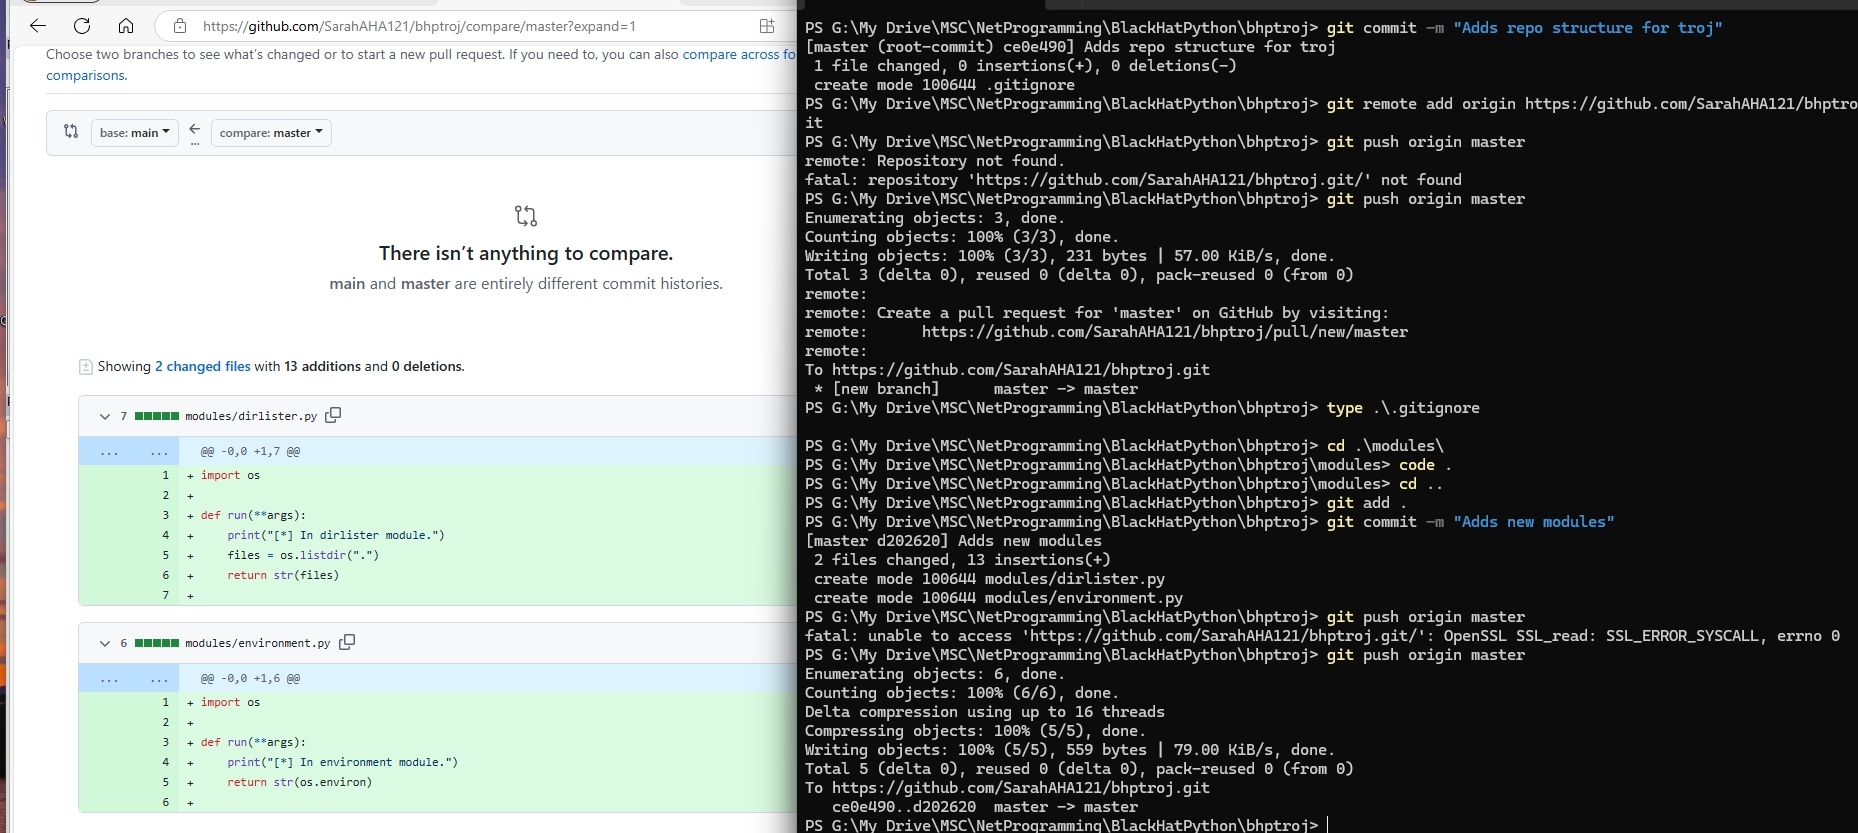 https://github.com/SarahAHA121/bhptroj/compare/master?expand=1
Choose two branches to see what's changed or to start a new pull request. If you need to, you can also compare across fo
comparisons.
base: main
compare: master
...
There isn't anything to compare.
main and master are entirely different commit histories.
Showing 2 changed files with 13 additions and 0 deletions.
7 modules/dirlister.py
... ... @@ -0,0 +1,7 @@
1 + import os
2 +
3 + def run(**args):
4 +     print("[*] In dirlister module.")
5 +     files = os.listdir(".")
6 +     return str(files)
7 +
6 modules/environment.py
... ... @@ -0,0 +1,6 @@
1 + import os
2 +
3 + def run(**args):
4 +     print("[*] In environment module.")
5 +     return str(os.environ)
6 +
PS G:\My Drive\MSC\NetProgramming\BlackHatPython\bhptroj> git commit -m "Adds repo structure for troj"
[master (root-commit) ce0e490] Adds repo structure for troj
 1 file changed, 0 insertions(+), 0 deletions(-)
 create mode 100644 .gitignore
PS G:\My Drive\MSC\NetProgramming\BlackHatPython\bhptroj> git remote add origin https://github.com/SarahAHA121/bhptro
it
PS G:\My Drive\MSC\NetProgramming\BlackHatPython\bhptroj> git push origin master
remote: Repository not found.
fatal: repository 'https://github.com/SarahAHA121/bhptroj.git/' not found
PS G:\My Drive\MSC\NetProgramming\BlackHatPython\bhptroj> git push origin master
Enumerating objects: 3, done.
Counting objects: 100% (3/3), done.
Writing objects: 100% (3/3), 231 bytes | 57.00 KiB/s, done.
Total 3 (delta 0), reused 0 (delta 0), pack-reused 0 (from 0)
remote:
remote: Create a pull request for 'master' on GitHub by visiting:
remote:      https://github.com/SarahAHA121/bhptroj/pull/new/master
remote:
To https://github.com/SarahAHA121/bhptroj.git
 * [new branch]      master -> master
PS G:\My Drive\MSC\NetProgramming\BlackHatPython\bhptroj> type .\.gitignore
PS G:\My Drive\MSC\NetProgramming\BlackHatPython\bhptroj> cd .\modules\
PS G:\My Drive\MSC\NetProgramming\BlackHatPython\bhptroj\modules> code .
PS G:\My Drive\MSC\NetProgramming\BlackHatPython\bhptroj\modules> cd ..
PS G:\My Drive\MSC\NetProgramming\BlackHatPython\bhptroj> git add .
PS G:\My Drive\MSC\NetProgramming\BlackHatPython\bhptroj> git commit -m "Adds new modules"
[master d202620] Adds new modules
 2 files changed, 13 insertions(+)
 create mode 100644 modules/dirlister.py
 create mode 100644 modules/environment.py
PS G:\My Drive\MSC\NetProgramming\BlackHatPython\bhptroj> git push origin master
fatal: unable to access 'https://github.com/SarahAHA121/bhptroj.git/': OpenSSL SSL_read: SSL_ERROR_SYSCALL, errno 0
PS G:\My Drive\MSC\NetProgramming\BlackHatPython\bhptroj> git push origin master
Enumerating objects: 6, done.
Counting objects: 100% (6/6), done.
Delta compression using up to 16 threads
Compressing objects: 100% (5/5), done.
Writing objects: 100% (5/5), 559 bytes | 79.00 KiB/s, done.
Total 5 (delta 0), reused 0 (delta 0), pack-reused 0 (from 0)
To https://github.com/SarahAHA121/bhptroj.git
   ce0e490..d202620  master -> master
PS G:\My Drive\MSC\NetProgramming\BlackHatPython\bhptroj>